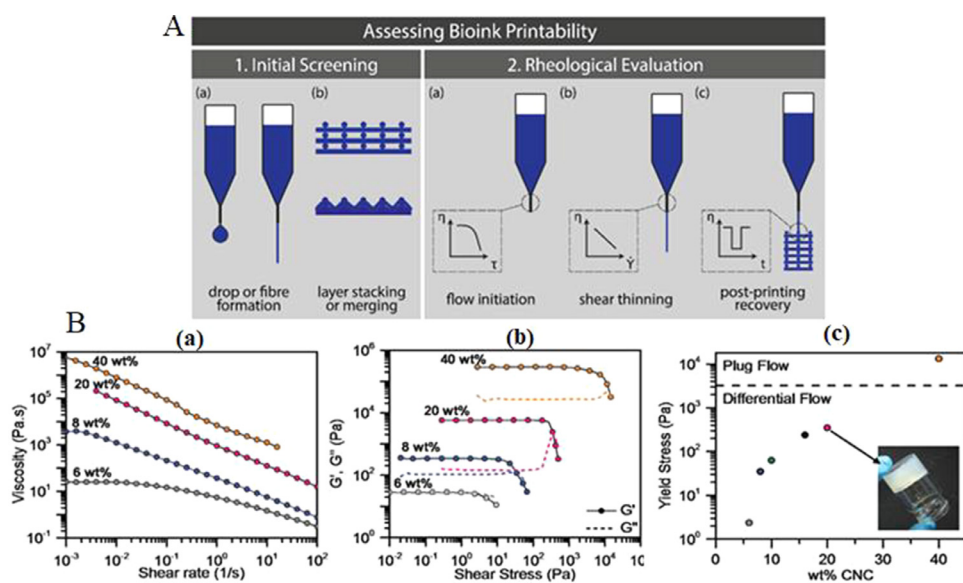 A
Assessing Bioink Printability
1. Initial Screening
2. Rheological Evaluation
(a)
(b)
(a)
(b)
(c)
η
τ
η
γ̇
η
t
drop or fibre
formation
layer stacking
or merging
flow initiation
shear thinning
post-printing
recovery
B
(a)
(b)
(c)
10⁷
10⁵
10³
10¹
10⁻¹
Viscosity (Pa.s)
40 wt%
20 wt%
8 wt%
6 wt%
10⁻³
10⁻²
10⁻¹
10⁰
10¹
10²
Shear rate (1/s)
10⁶
10⁴
10²
10⁰
G', G'' (Pa)
40 wt%
20 wt%
8 wt%
6 wt%
G'
G''
10⁻²
10⁰
10²
10⁴
10⁶
Shear Stress (Pa)
10⁴
10³
10²
10¹
10⁰
Yield Stress (Pa)
Plug Flow
Differential Flow
0
10
20
30
40
wt% CNC